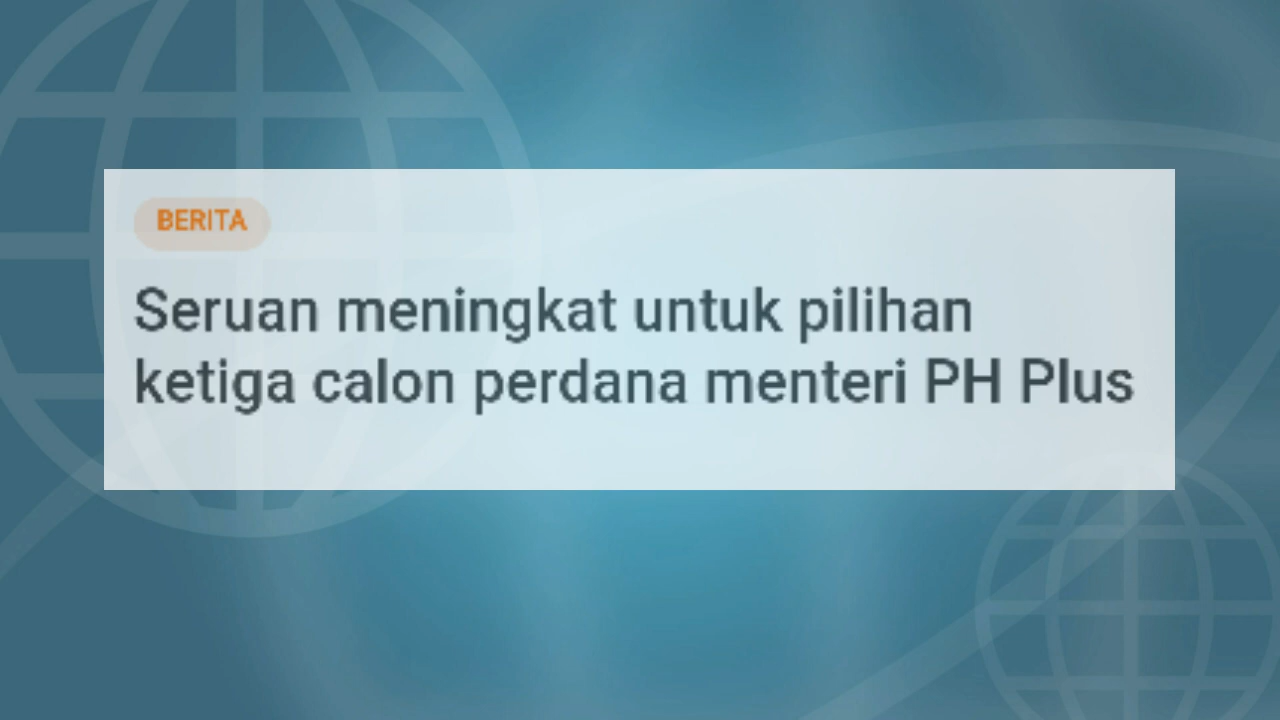 BERITA
Seruan meningkat untuk pilihan
ketiga calon perdana menteri PH Plus